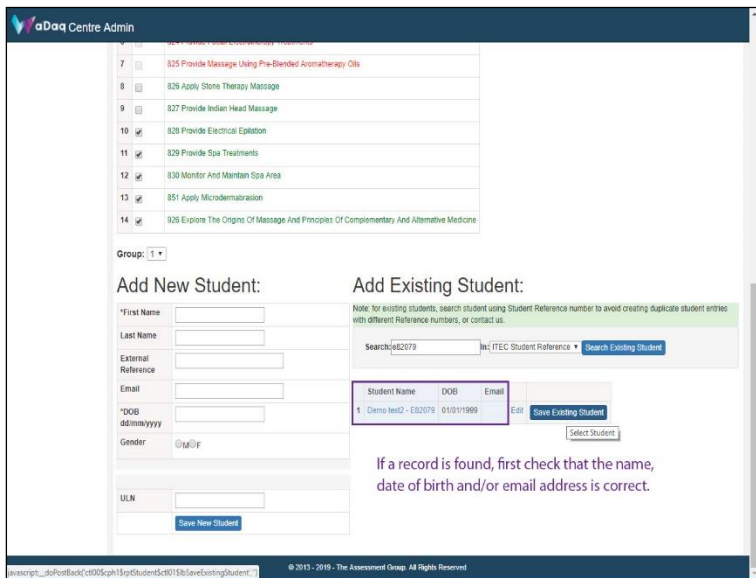 aDaq Centre Admin
6 824 Provide Facial Electrotherapy Treatments
7 825 Provide Massage Using Pre-Blended Aromatherapy Oils
8 826 Apply Stone Therapy Massage
9 827 Provide Indian Head Massage
10 828 Provide Electrical Epilation
11 829 Provide Spa Treatments
12 830 Monitor And Maintain Spa Area
13 851 Apply Microdermabrasion
14 926 Explore The Origins Of Massage And Principles Of Complementary And Alternative Medicine
Group: 1
Add New Student:
*First Name
Last Name
External
Reference
Email
*DOB
dd/mm/yyyy
Gender M F
ULN
Save New Student
Add Existing Student:
Note: for existing students, search student using Student Reference number to avoid creating duplicate student entries
with different Reference numbers, or contact us.
Search: e82079 In: ITEC Student Reference Search Existing Student
Student Name DOB Email
1 Demo test2 - E82079 01/01/1999 Edit Save Existing Student
Select Student
If a record is found, first check that the name,
date of birth and/or email address is correct.
javascript:__doPostBack('ctl00$cph1$rptStudent$ctl01$lbSaveExistingStudent','')
© 2013 - 2019 - The Assessment Group. All Rights Reserved